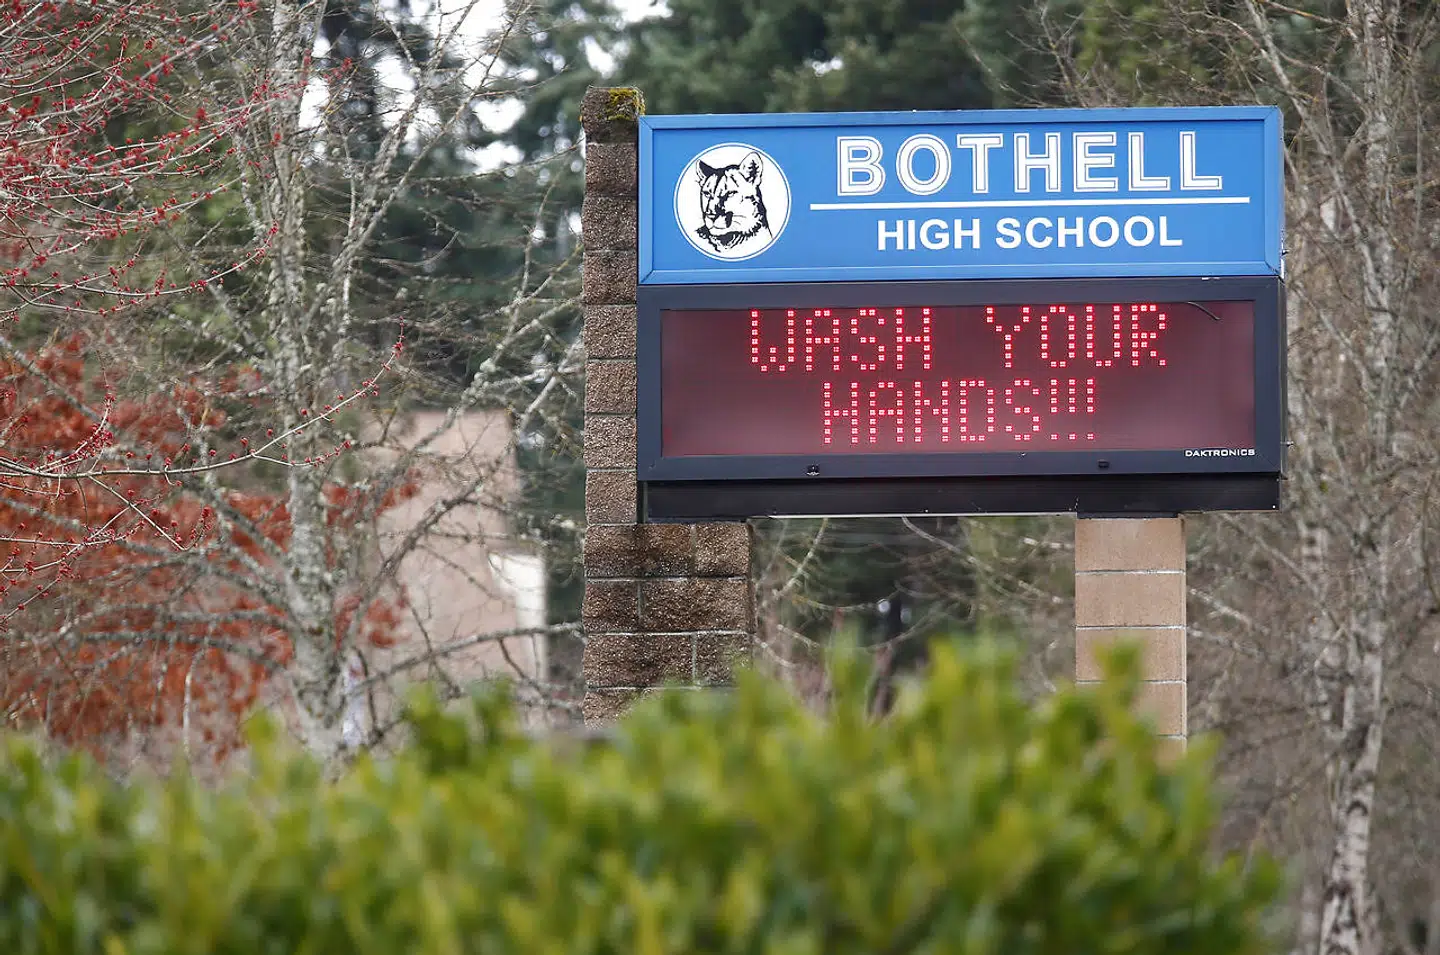 BOTHELL
HIGH SCHOOL
WASH YOUR
HANDS!!!
DAKTRONICS